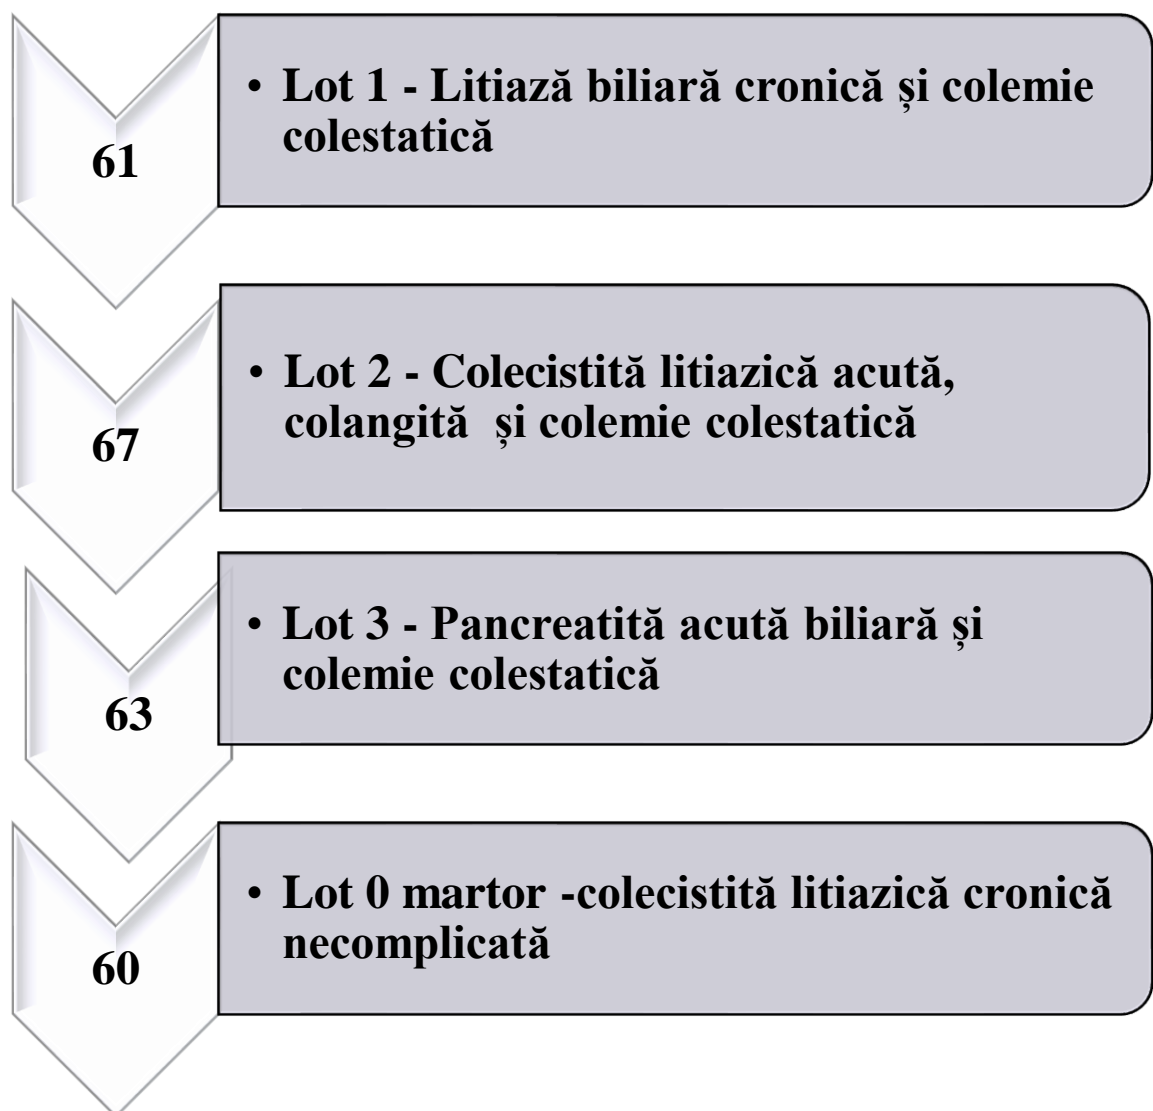 61
• Lot 1 - Litiază biliară cronică și colemie
colestatică
67
• Lot 2 - Colecistită litiazică acută,
colangită și colemie colestatică
63
• Lot 3 - Pancreatită acută biliară și
colemie colestatică
60
• Lot 0 martor -colecistită litiazică cronică
necomplicată